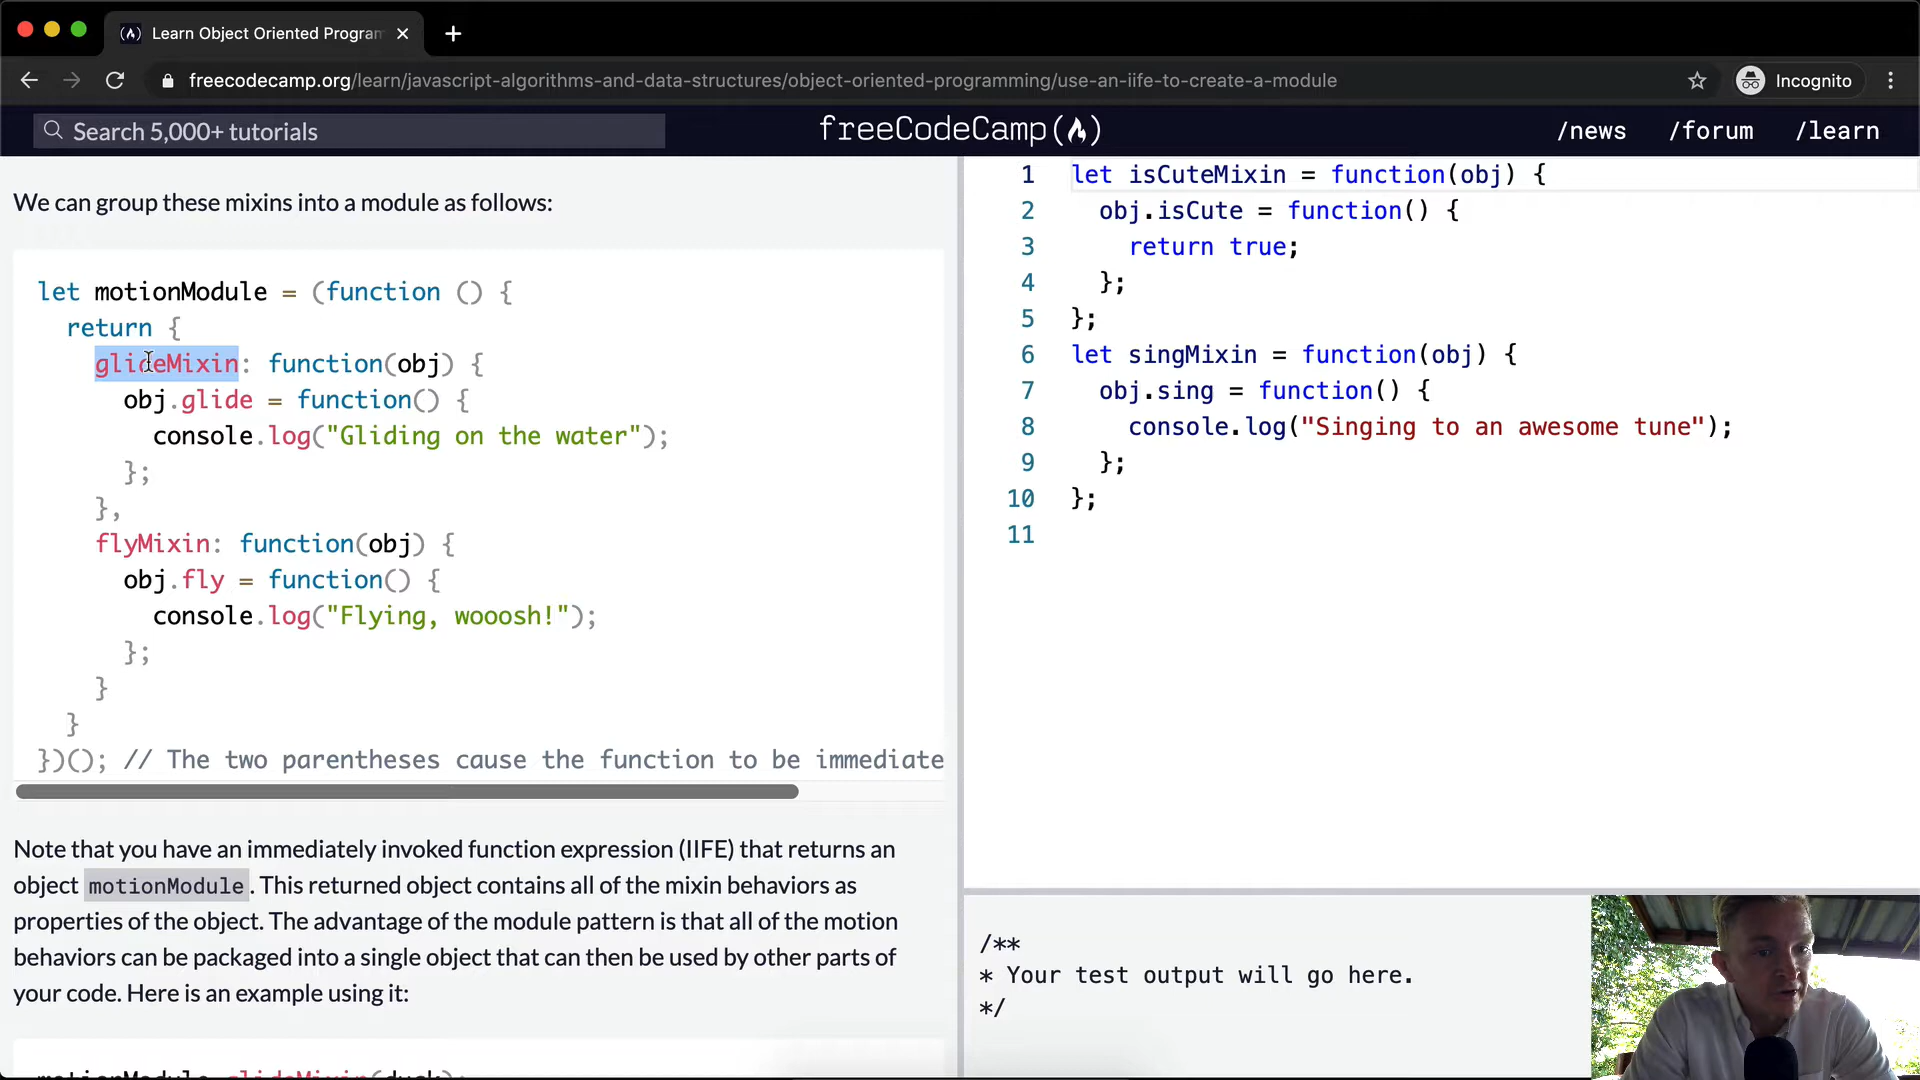 Learn Object Oriented Program
freecodecamp.org/learn/javascript-algorithms-and-data-structures/object-oriented-programming/use-an-iife-to-create-a-module
Incognito
Search 5,000+ tutorials
freeCodeCamp
/news /forum /learn
We can group these mixins into a module as follows:
let motionModule = (function () {
return {
glideMixin: function(obj) {
obj.glide = function() {
console.log("Gliding on the water");
};
},
flyMixin: function(obj) {
obj.fly = function() {
console.log("Flying, wooosh!");
};
}
}
})(); // The two parentheses cause the function to be immediate
Note that you have an immediately invoked function expression (IIFE) that returns an
object motionModule. This returned object contains all of the mixin behaviors as
properties of the object. The advantage of the module pattern is that all of the motion
behaviors can be packaged into a single object that can then be used by other parts of
your code. Here is an example using it:
motionModule.glideMixin(duck);
1 let isCuteMixin = function(obj) {
2 obj.isCute = function() {
3 return true;
4 };
5 };
6 let singMixin = function(obj) {
7 obj.sing = function() {
8 console.log("Singing to an awesome tune");
9 };
10 };
11
/**
* Your test output will go here.
*/